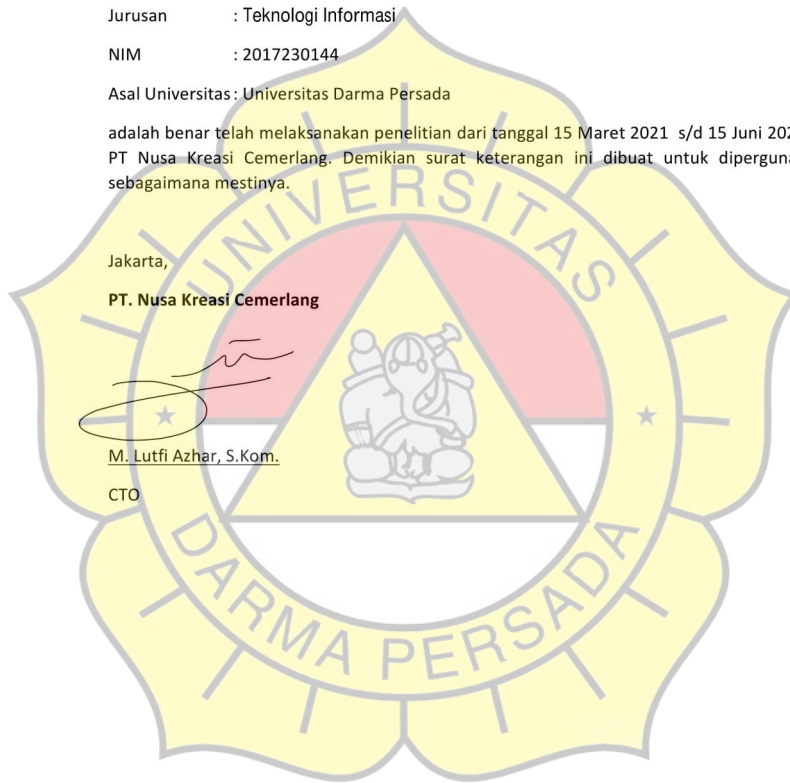 Jurusan : Teknologi Informasi
NIM : 2017230144
Asal Universitas : Universitas Darma Persada
adalah benar telah melaksanakan penelitian dari tanggal 15 Maret 2021 s/d 15 Juni 202
PT Nusa Kreasi Cemerlang. Demikian surat keterangan ini dibuat untuk diperguna
sebagaimana mestinya.
UNIVERSITAS
Jakarta,
PT. Nusa Kreasi Cemerlang
M. Lutfi Azhar, S.Kom.
CTO
DARMA PERSADA